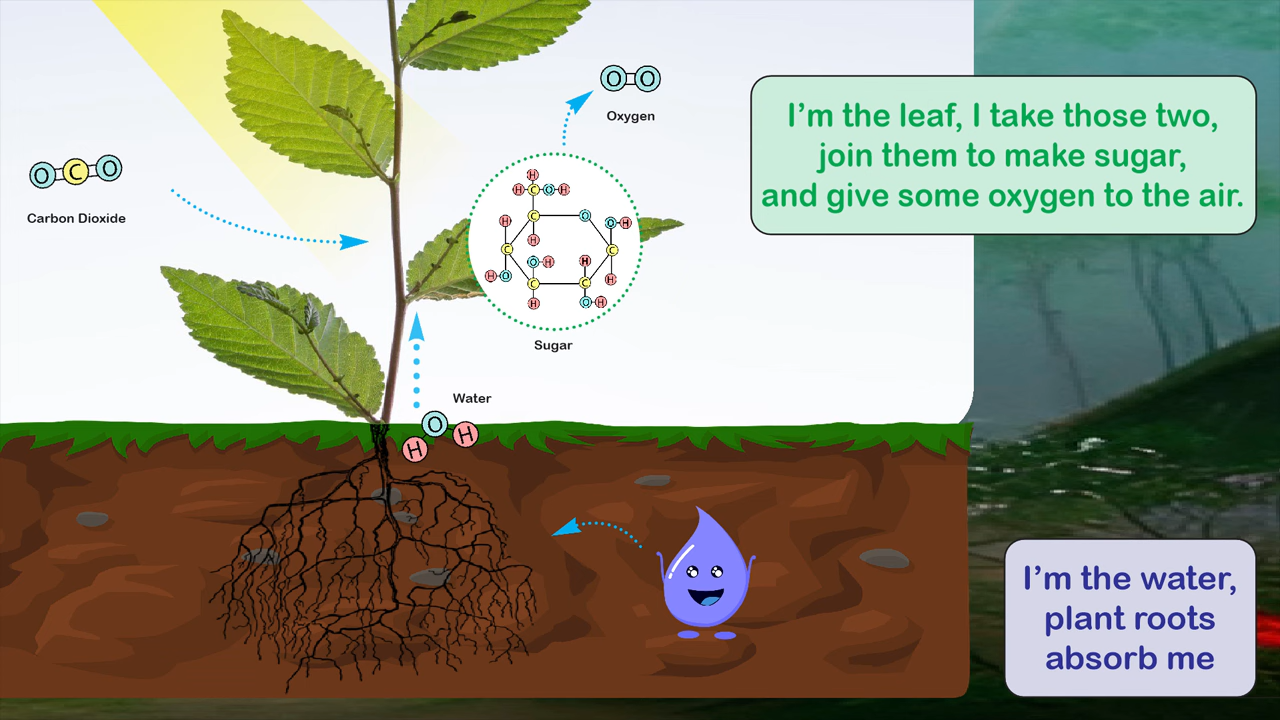 O O
Oxygen
I’m the leaf, I take those two,
join them to make sugar,
and give some oxygen to the air.
O C O
Carbon Dioxide
H
H C O H
H C O O H
H
C C
O H H
H O C C H
H O H
Sugar
Water
O
H H
I’m the water,
plant roots
absorb me